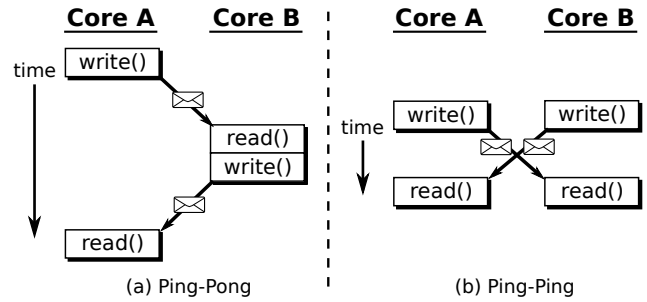 Core A Core B
time
write()
read()
write()
read()
(a) Ping-Pong
Core A Core B
time
write() write()
read() read()
(b) Ping-Ping